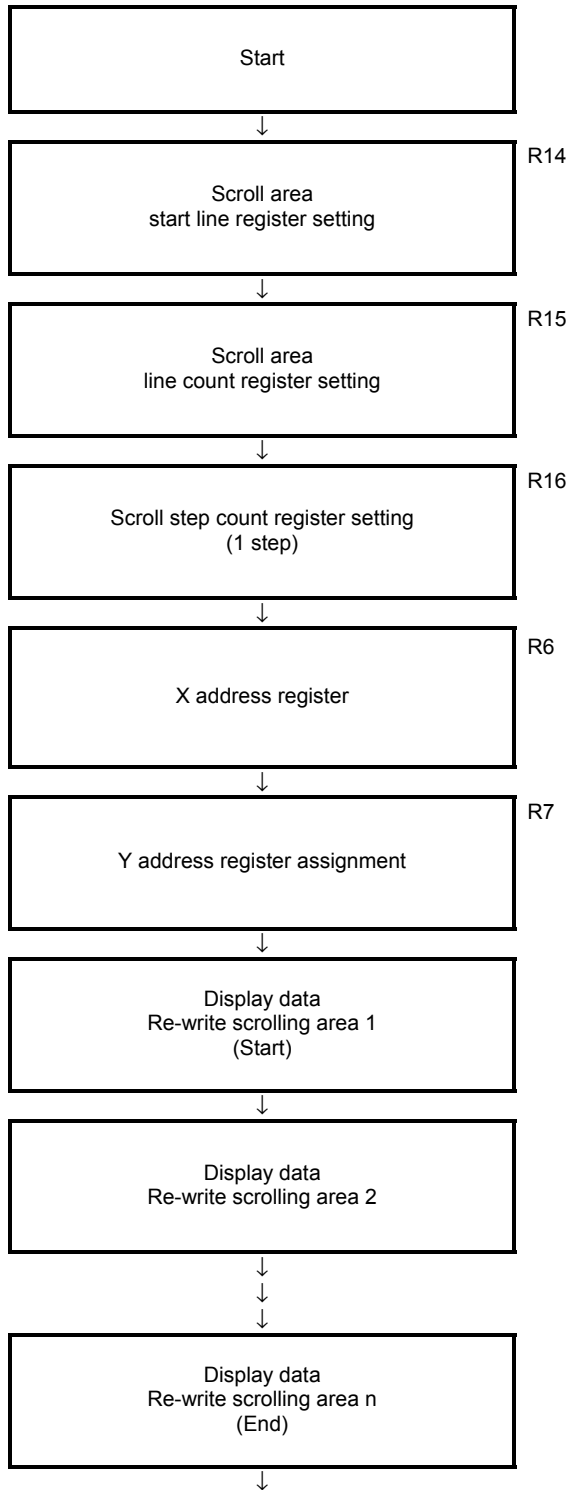 Start
↓
R14
Scroll area
start line register setting
↓
R15
Scroll area
line count register setting
↓
R16
Scroll step count register setting
(1 step)
↓
R6
X address register
↓
R7
Y address register assignment
↓
Display data
Re-write scrolling area 1
(Start)
↓
Display data
Re-write scrolling area 2
↓
↓
↓
Display data
Re-write scrolling area n
(End)
↓